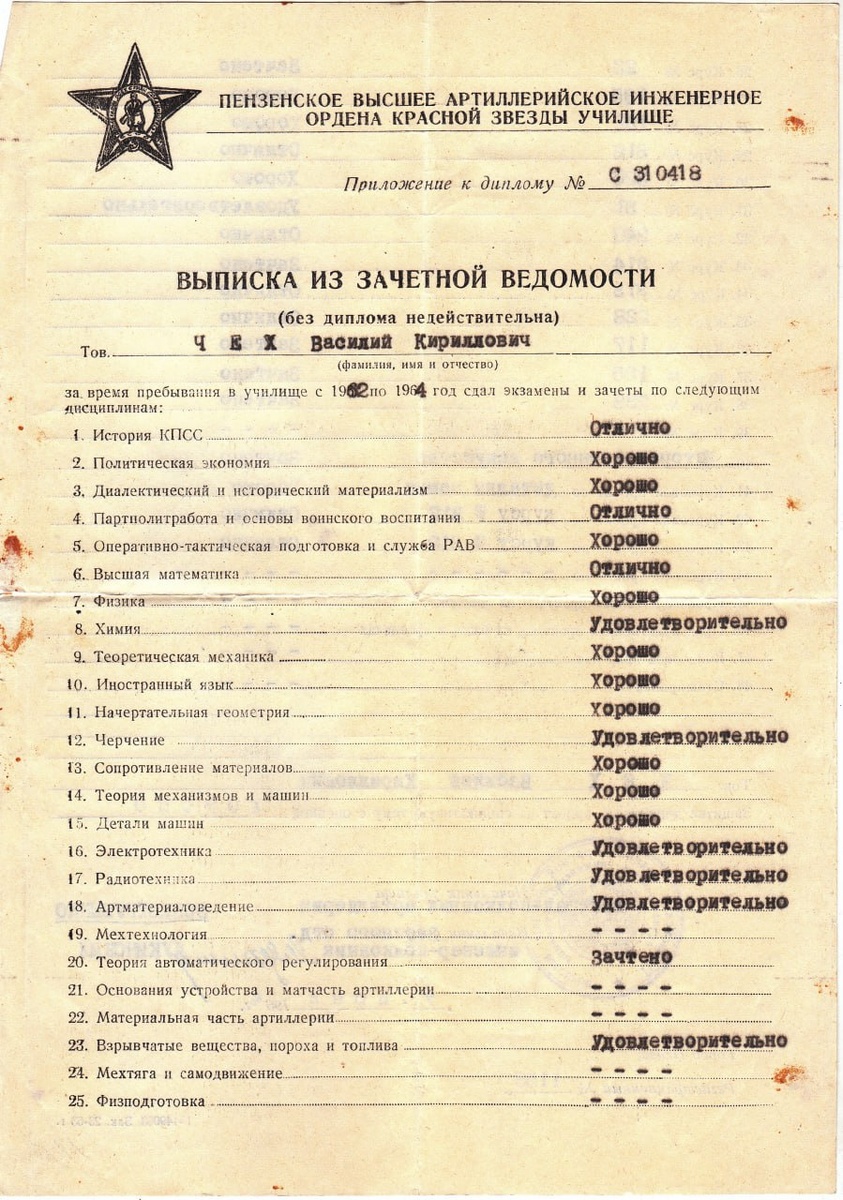 ПЕНЗЕНСКОЕ ВЫСШЕЕ АРТИЛЛЕРИЙСКОЕ ИНЖЕНЕРНОЕ
ОРДЕНА КРАСНОЙ ЗВЕЗДЫ УЧИЛИЩЕ
Приложение к диплому № С 310418
ВЫПИСКА ИЗ ЗАЧЕТНОЙ ВЕДОМОСТИ
(без диплома недействительна)
Тов. Ч Е Х Василий Кириллович
(фамилия, имя и отчество)
за время пребывания в училище с 1962 по 1964 год сдал экзамены и зачеты по следующим
дисциплинам:
1. История КПСС Отлично
2. Политическая экономия Хорошо
3. Диалектический и исторический материализм Хорошо
4. Партполитработа и основы воинского воспитания Отлично
5. Оперативно-тактическая подготовка и служба РАВ Хорошо
6. Высшая математика Отлично
7. Физика Хорошо
8. Химия Удовлетворительно
9. Теоретическая механика Хорошо
10. Иностранный язык Хорошо
11. Начертательная геометрия Хорошо
12. Черчение Удовлетворительно
13. Сопротивление материалов Хорошо
14. Теория механизмов и машин Хорошо
15. Детали машин Хорошо
16. Электротехника Удовлетворительно
17. Радиотехника Удовлетворительно
18. Артматериаловедение Удовлетворительно
19. Мехтехнология - - - -
20. Теория автоматического регулирования Зачтено
21. Основания устройства и матчасть артиллерии - - - -
22. Материальная часть артиллерии - - - -
23. Взрывчатые вещества, пороха и топлива Удовлетворительно
24. Мехтяга и самодвижение - - - -
25. Физподготовка - - - -